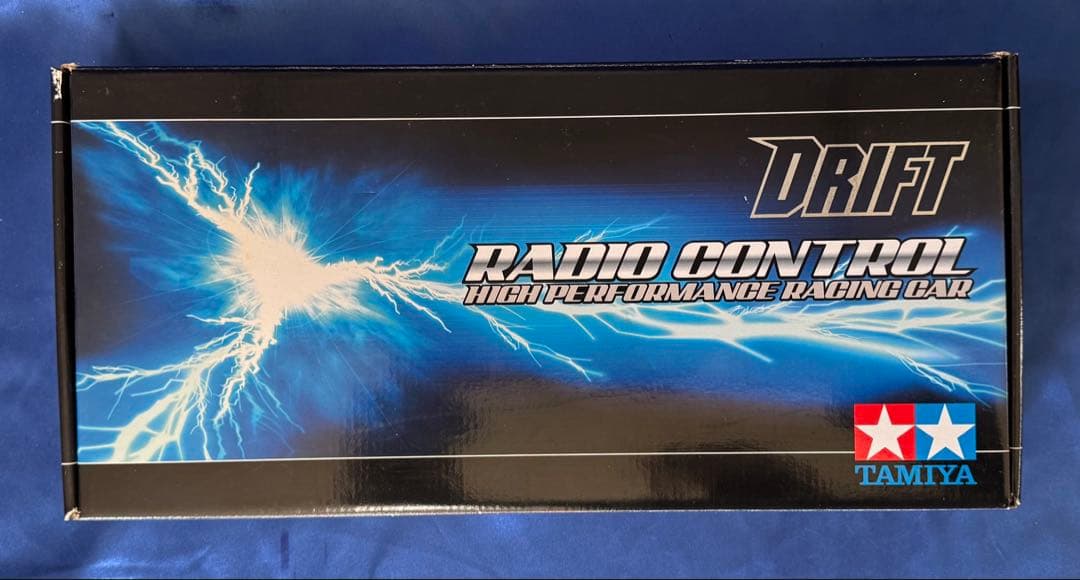 DRIFT
RADIO CONTROL
HIGH PERFORMANCE RACING CAR
TAMIYA